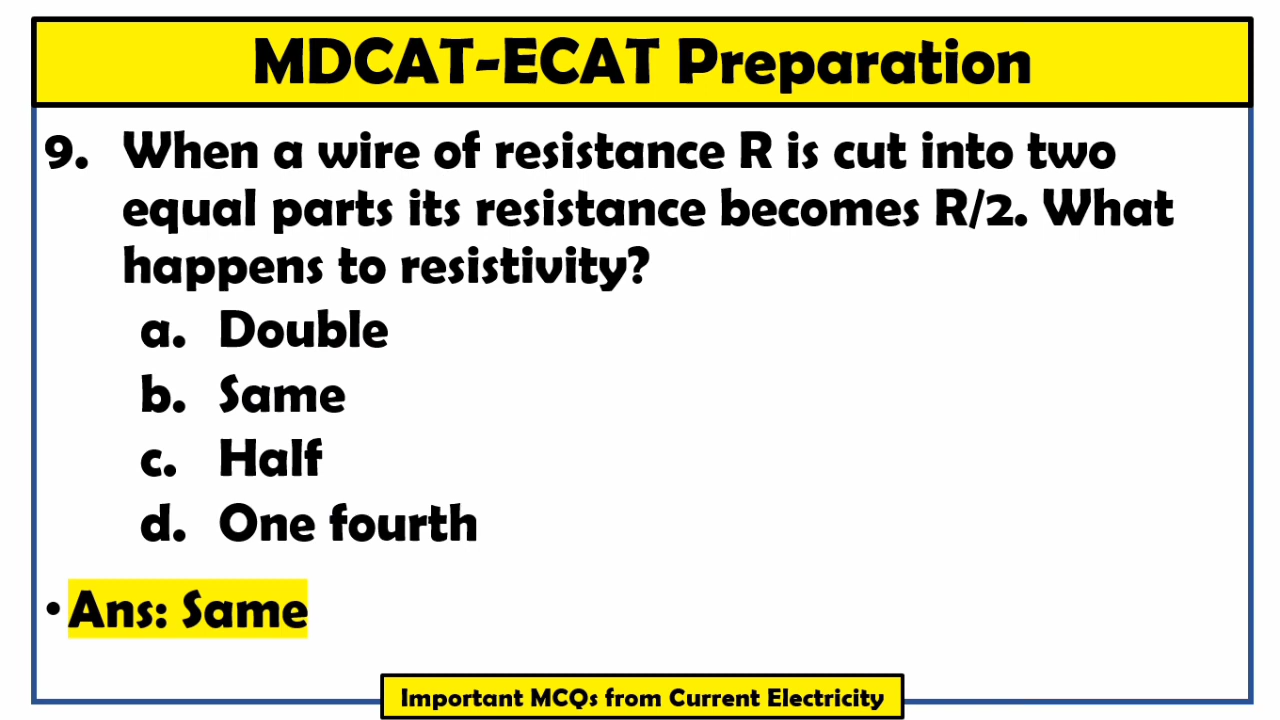 MDCAT-ECAT Preparation
9. When a wire of resistance R is cut into two
equal parts its resistance becomes R/2. What
happens to resistivity?
a. Double
b. Same
c. Half
d. One fourth
• Ans: Same
Important MCQs from Current Electricity